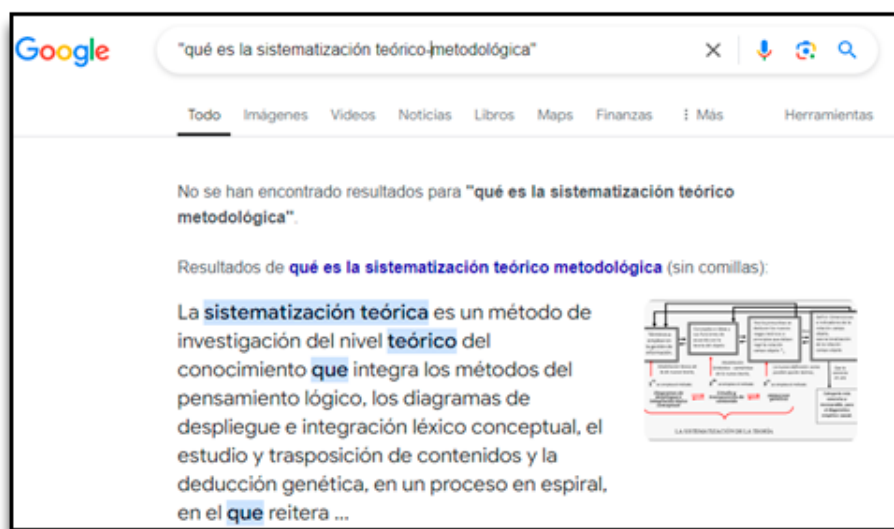 Google
"qué es la sistematización teórico-metodológica"
Todo Imágenes Videos Noticias Libros Maps Finanzas Más Herramientas
No se han encontrado resultados para "qué es la sistematización teórico
metodológica".
Resultados de qué es la sistematización teórico metodológica (sin comillas):
La sistematización teórica es un método de
investigación del nivel teórico del
conocimiento que integra los métodos del
pensamiento lógico, los diagramas de
despliegue e integración léxico conceptual, el
estudio y trasposición de contenidos y la
deducción genética, en un proceso en espiral,
en el que reitera ...
LA SISTEMATIZACIÓN DE LA TEORÍA